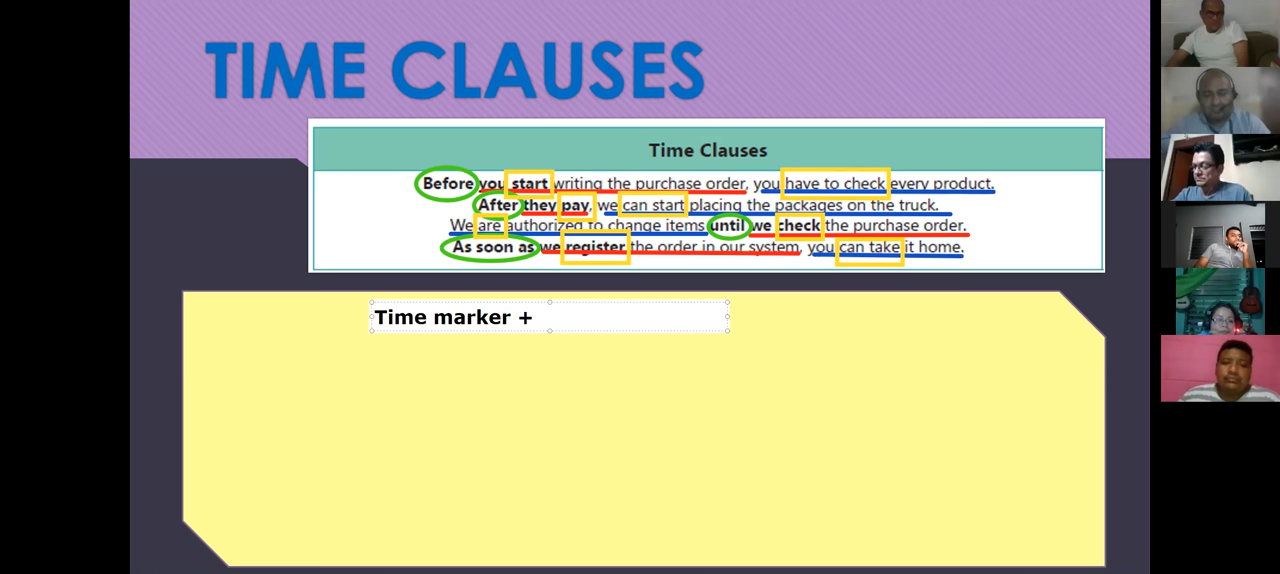 TIME CLAUSES
Time Clauses
Before you start writing the purchase order, you have to check every product.
After they pay, we can start placing the packages on the truck.
We are authorized to change items until we check the purchase order.
As soon as we register the order in our system, you can take it home.
Time marker +